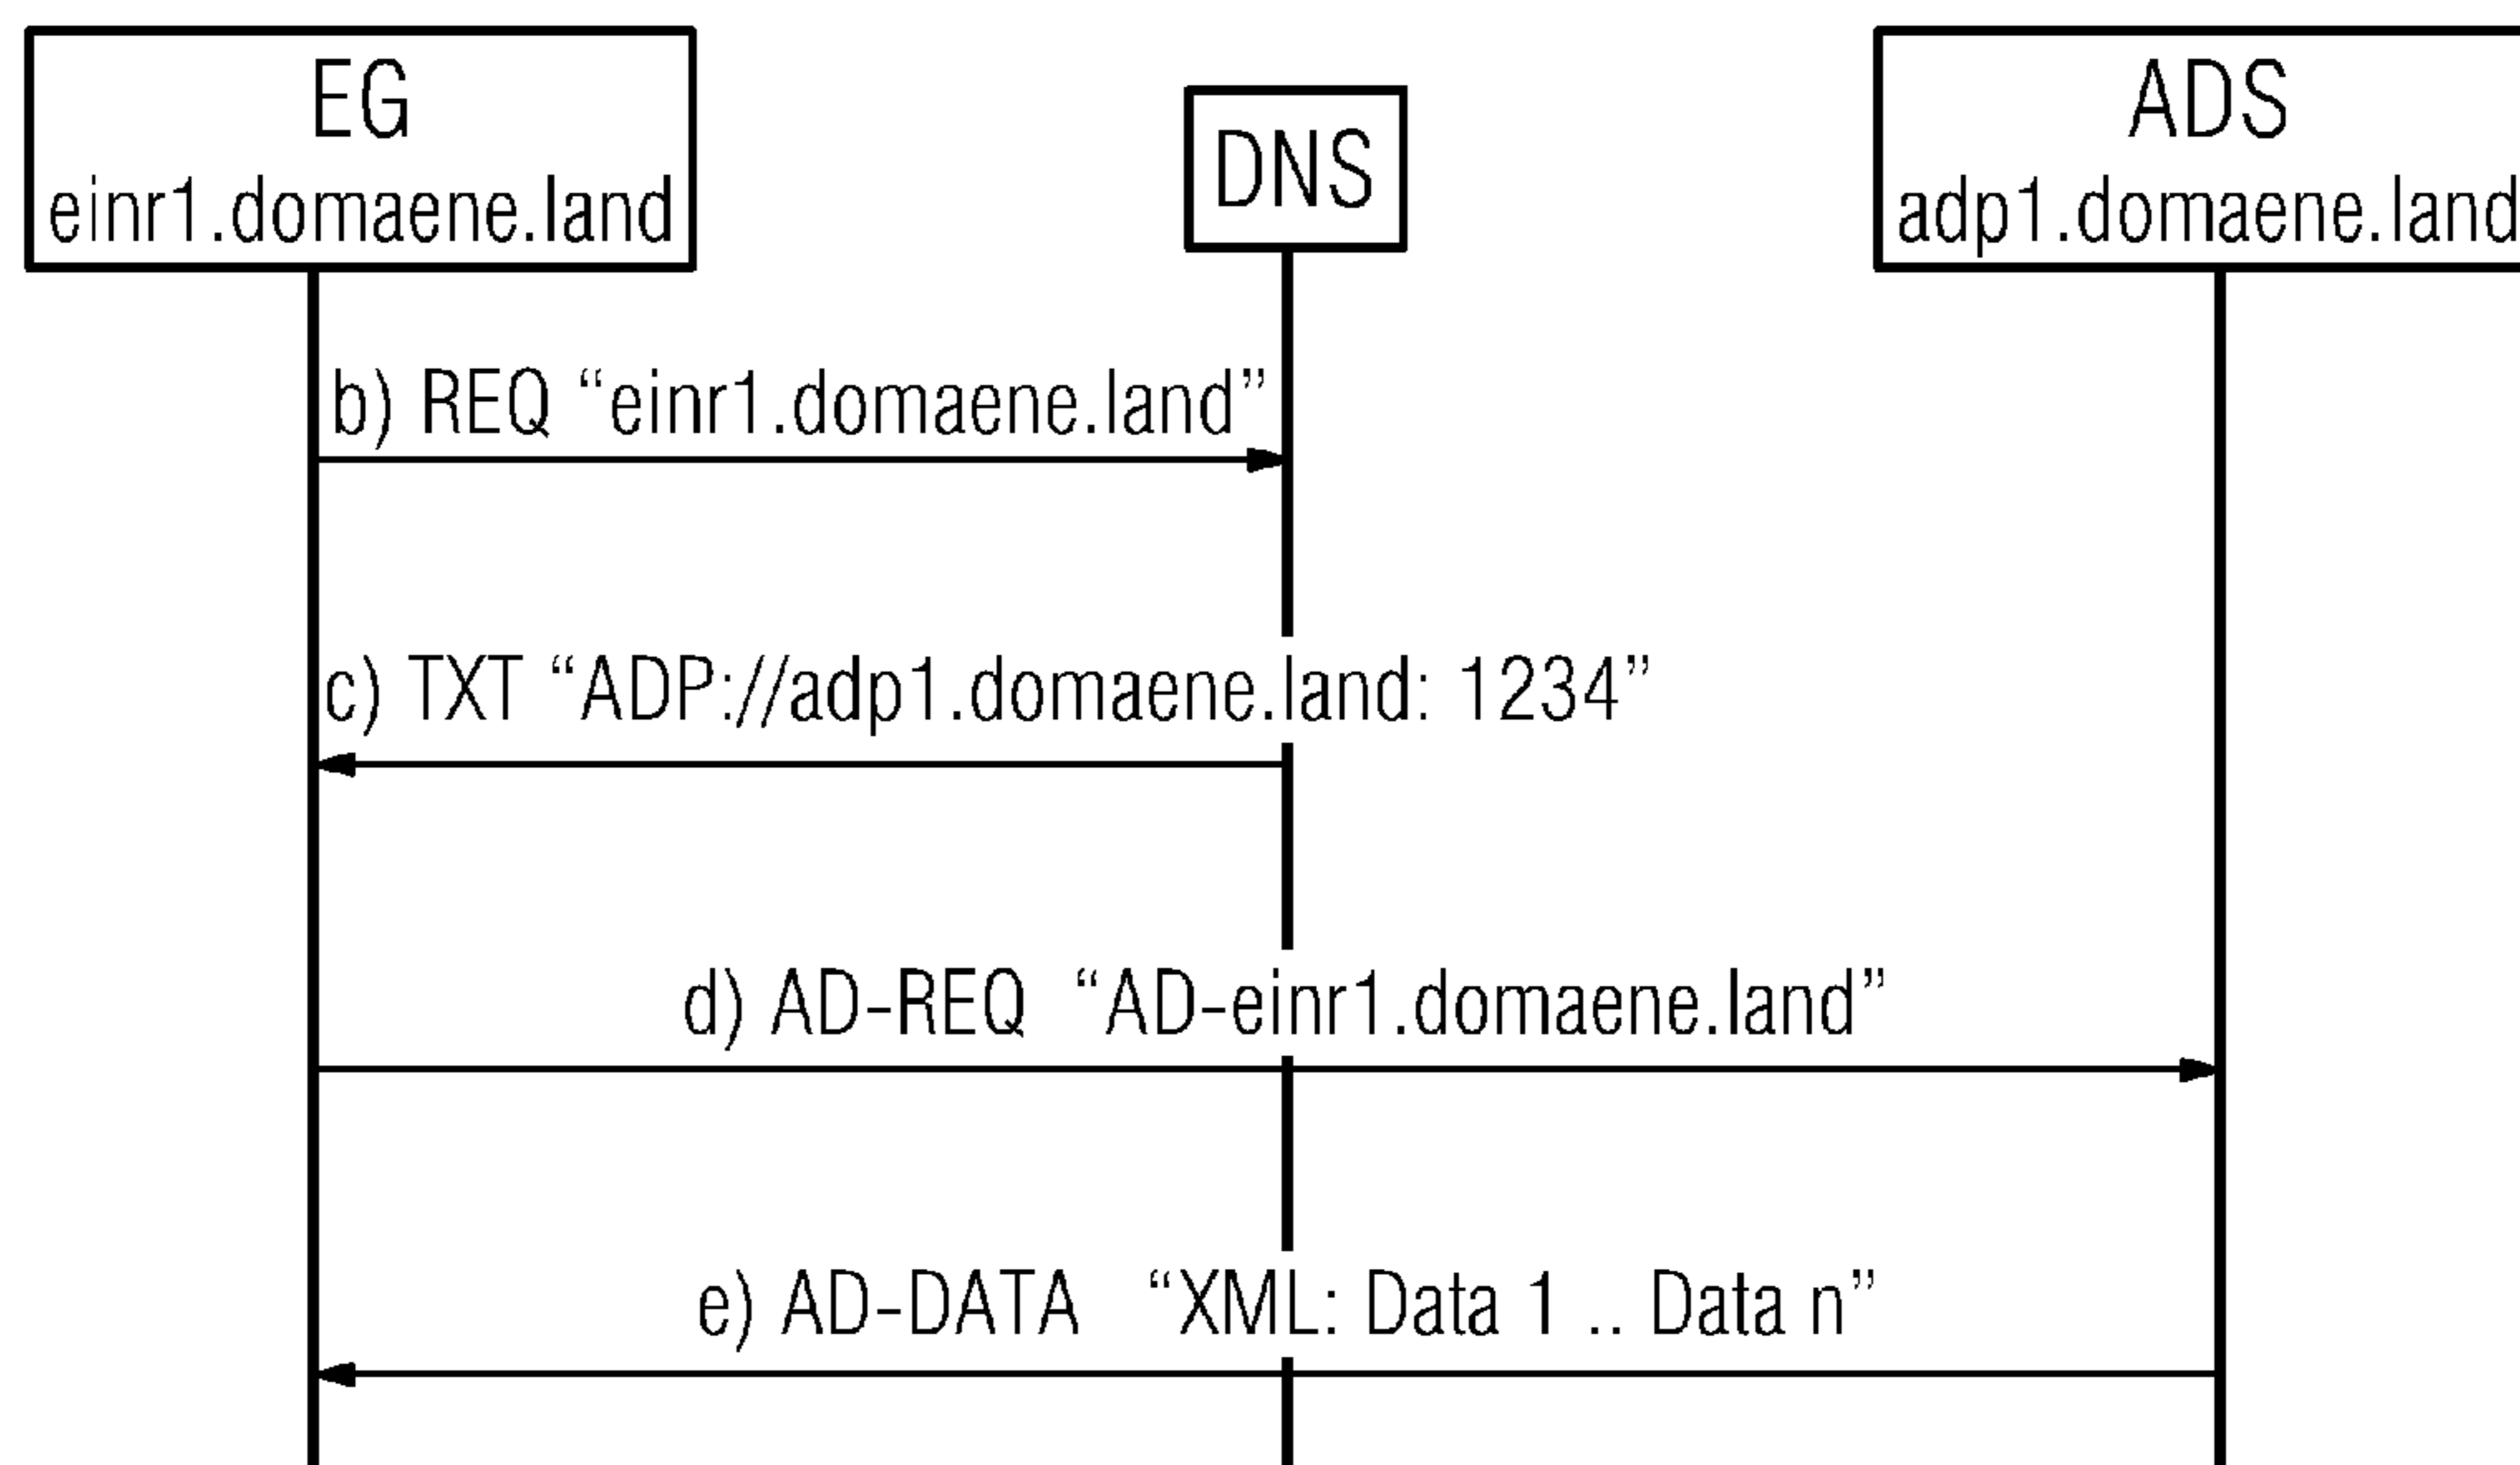 EG
einr1.domaene.land
DNS
ADS
adp1.domaene.land
b) REQ “einr1.domaene.land”
c) TXT “ADP://adp1.domaene.land: 1234”
d) AD-REQ “AD-einr1.domaene.land”
e) AD-DATA “XML: Data 1 .. Data n”